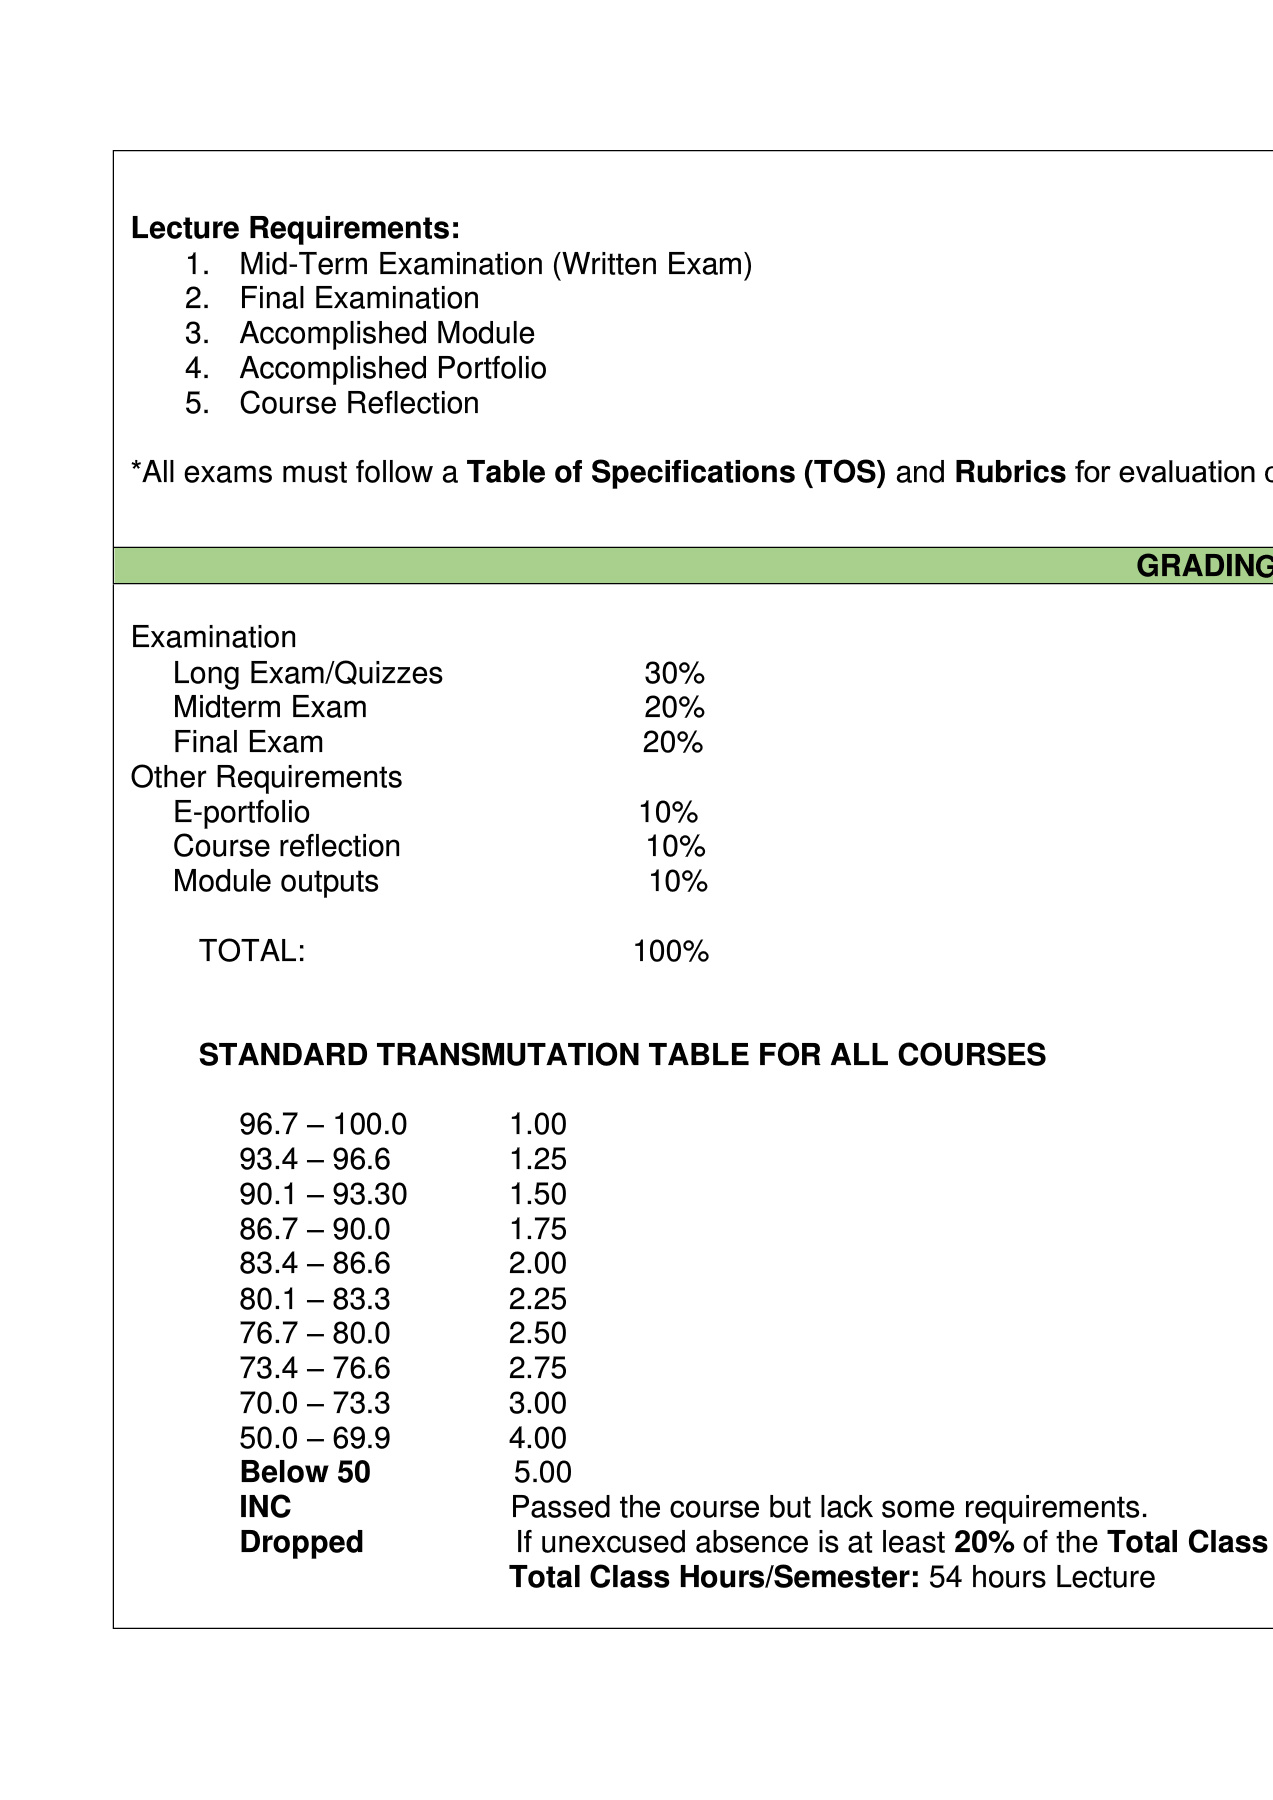 Lecture Requirements:
1. Mid-Term Examination (Written Exam)
2. Final Examination
3. Accomplished Module
4. Accomplished Portfolio
5. Course Reflection
*All exams must follow a Table of Specifications (TOS) and Rubrics for evaluation
GRADING
Examination
Long Exam/Quizzes 30%
Midterm Exam 20%
Final Exam 20%
Other Requirements
E-portfolio 10%
Course reflection 10%
Module outputs 10%
TOTAL: 100%
STANDARD TRANSMUTATION TABLE FOR ALL COURSES
96.7 – 100.0 1.00
93.4 – 96.6 1.25
90.1 – 93.30 1.50
86.7 – 90.0 1.75
83.4 – 86.6 2.00
80.1 – 83.3 2.25
76.7 – 80.0 2.50
73.4 – 76.6 2.75
70.0 – 73.3 3.00
50.0 – 69.9 4.00
Below 50 5.00
INC Passed the course but lack some requirements.
Dropped If unexcused absence is at least 20% of the Total Class
Total Class Hours/Semester: 54 hours Lecture